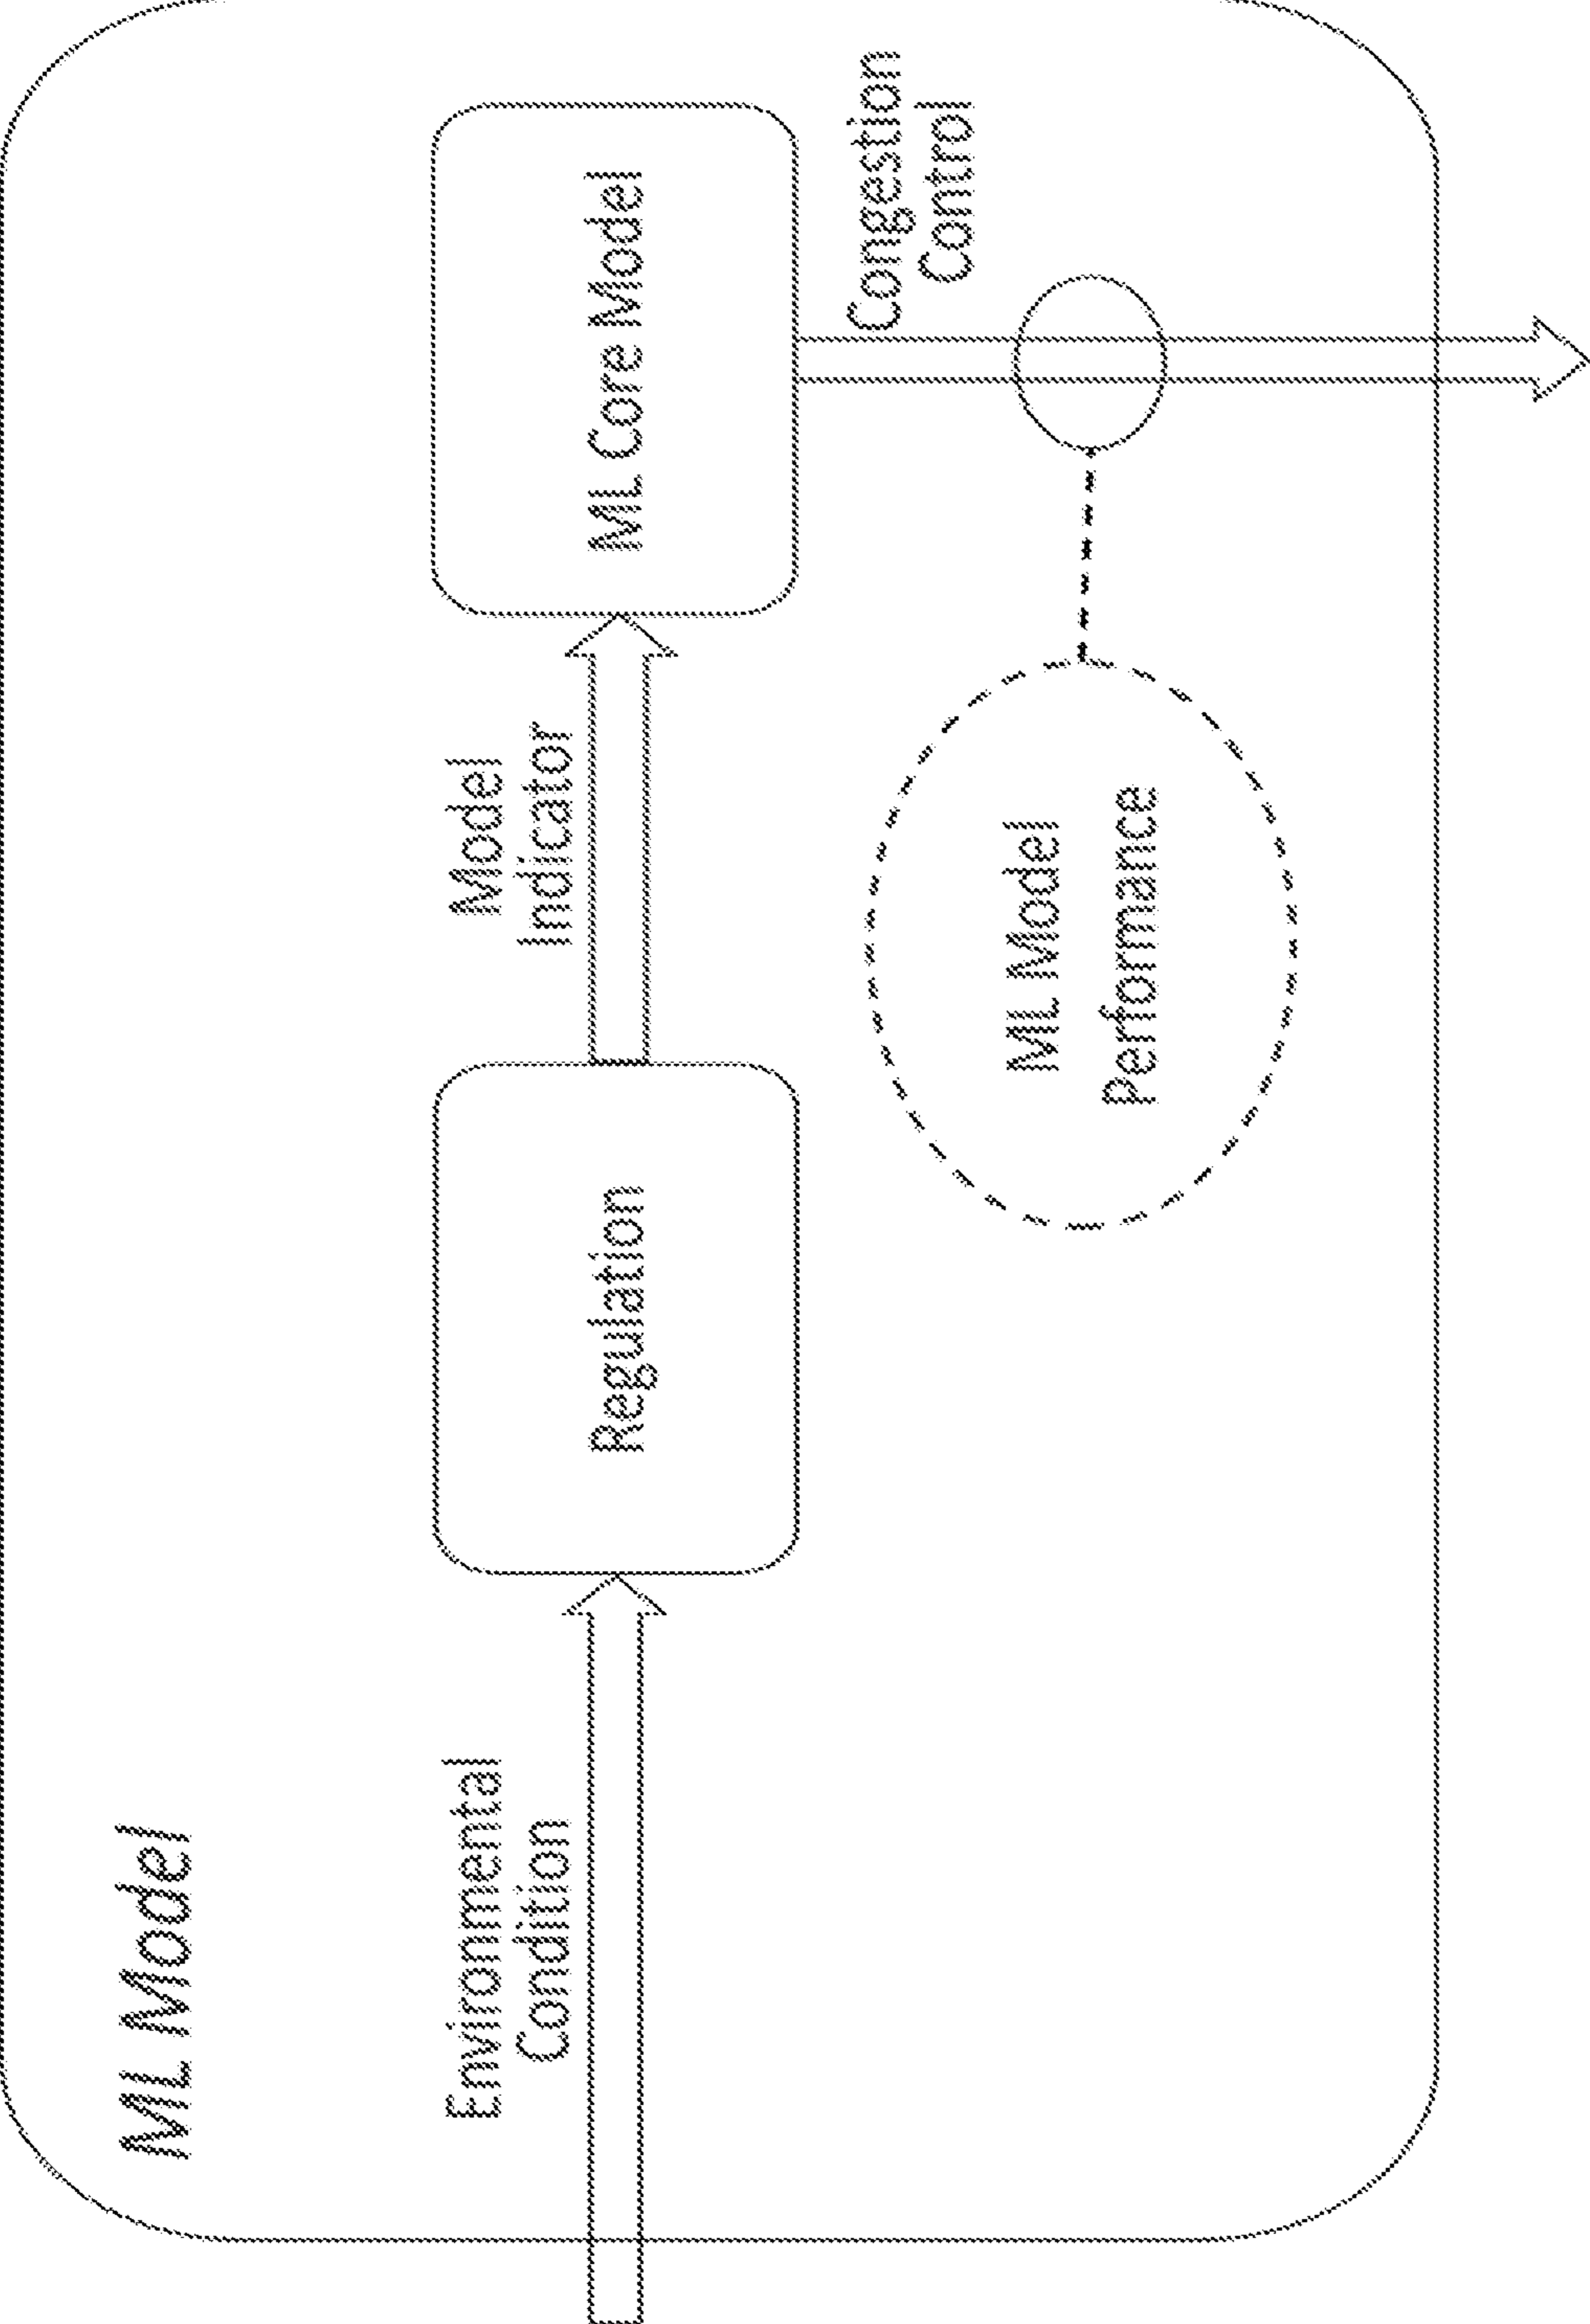 ML Model
Environmental
Condition
Regulation
Model
Indicator
ML Core Model
Congestion
Control
ML Model
Performance